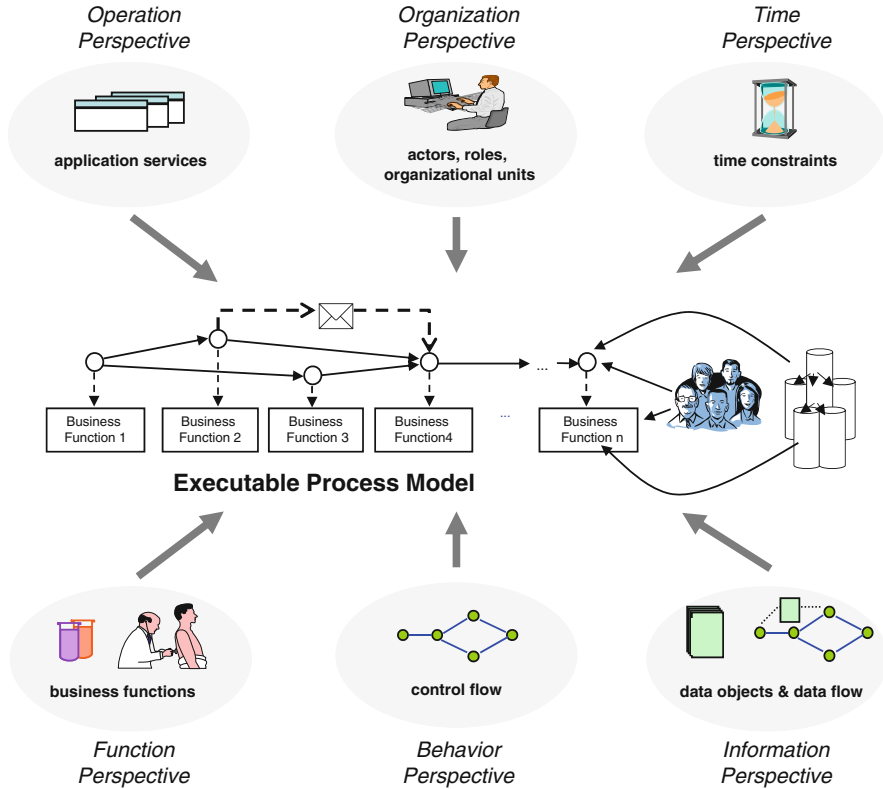 Operation
Perspective
Organization
Perspective
Time
Perspective
application services
actors, roles,
organizational units
time constraints
...
Business
Function 1
Business
Function 2
Business
Function 3
Business
Function4
...
Business
Function n
Executable Process Model
business functions
control flow
data objects & data flow
Function
Perspective
Behavior
Perspective
Information
Perspective